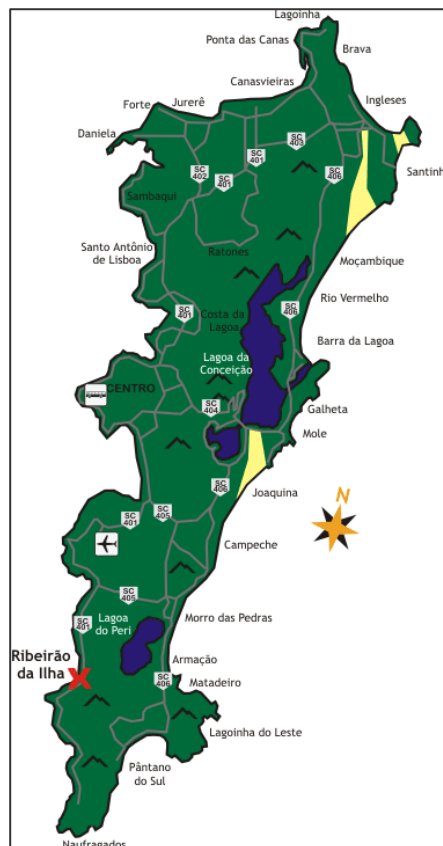 Lagoinha
Ponta das Canas
Brava
Canasvieiras
Jurerê
Forte
Ingleses
Daniela
SC
403
SC
401
SC
402
SC
401
SC
406
Santinh
Sambaqui
Santo Antônio
de Lisboa
Ratones
Moçambique
Rio Vermelho
SC
401
Costa da
Lagoa
SC
406
Barra da Lagoa
Lagoa da
Conceição
CENTRO
SC
404
Galheta
Mole
SC
406
Joaquina
N
SC
401
SC
405
Campeche
SC
405
Lagoa
do Peri
Morro das Pedras
SC
401
Ribeirão
da Ilha
Armação
SC
406
Matadeiro
Lagoinha do Leste
Pântano
do Sul
Naufragados